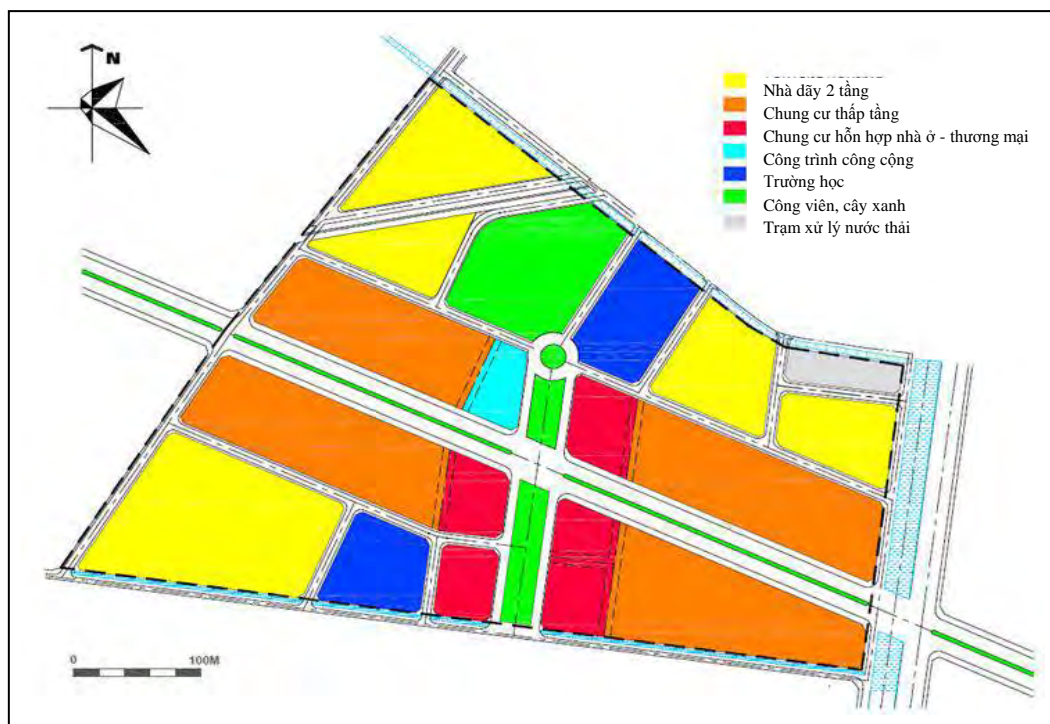 N
Nhà dãy 2 tầng
Chung cư thấp tầng
Chung cư hỗn hợp nhà ở - thương mại
Công trình công cộng
Trường học
Công viên, cây xanh
Trạm xử lý nước thải
0 100M